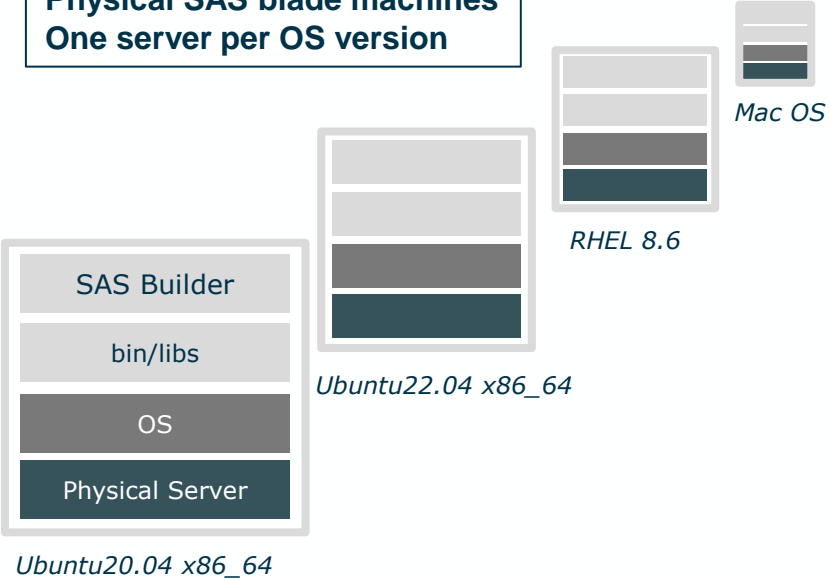 Physical SAS blade machines
One server per OS version
Mac OS
RHEL 8.6
Ubuntu22.04 x86_64
SAS Builder
bin/libs
OS
Physical Server
Ubuntu20.04 x86_64